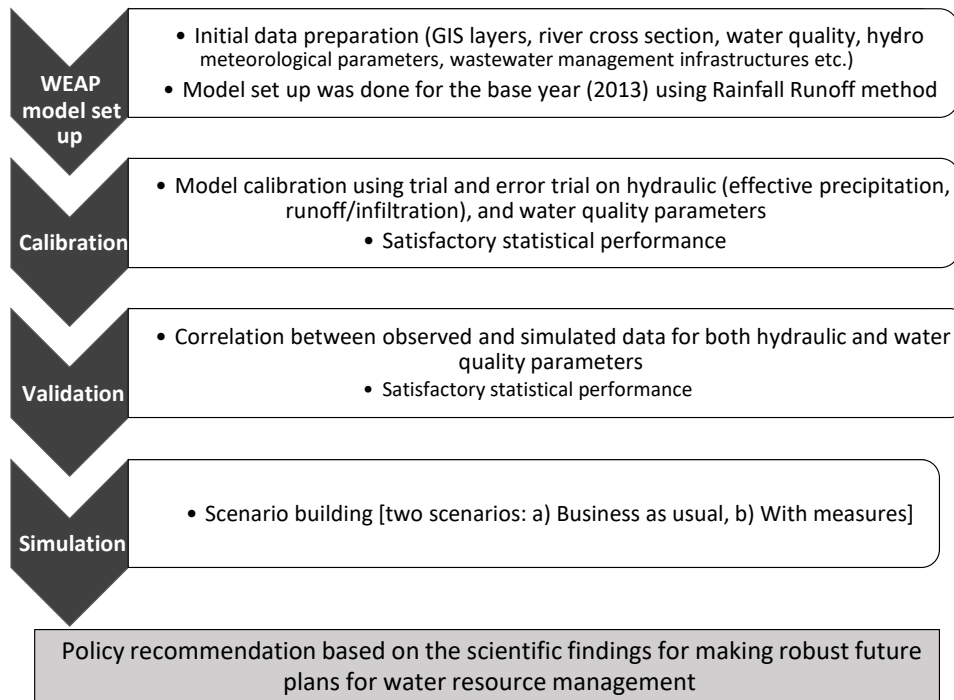 WEAP
model set
up
• Initial data preparation (GIS layers, river cross section, water quality, hydro
meteorological parameters, wastewater management infrastructures etc.)
• Model set up was done for the base year (2013) using Rainfall Runoff method
Calibration
• Model calibration using trial and error trial on hydraulic (effective precipitation,
runoff/infiltration), and water quality parameters
• Satisfactory statistical performance
Validation
• Correlation between observed and simulated data for both hydraulic and water
quality parameters
• Satisfactory statistical performance
Simulation
• Scenario building [two scenarios: a) Business as usual, b) With measures]
Policy recommendation based on the scientific findings for making robust future
plans for water resource management